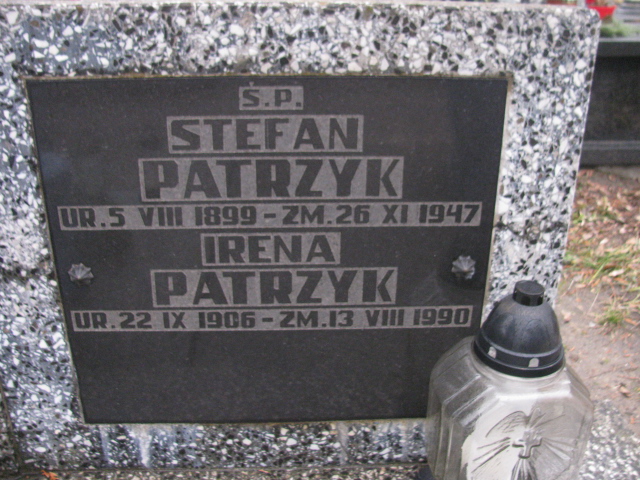 Ś.P.
STEFAN
PATRZYK
UR. 5 VIII 1899 - ZM. 26 XI 1947
IRENA
PATRZYK
UR. 22 IX 1906 - ZM. 13 VIII 1990